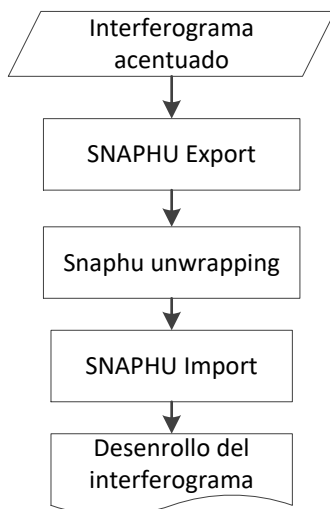 Interferograma
acentuado
SNAPHU Export
Snaphu unwrapping
SNAPHU Import
Desenrollo del
interferograma